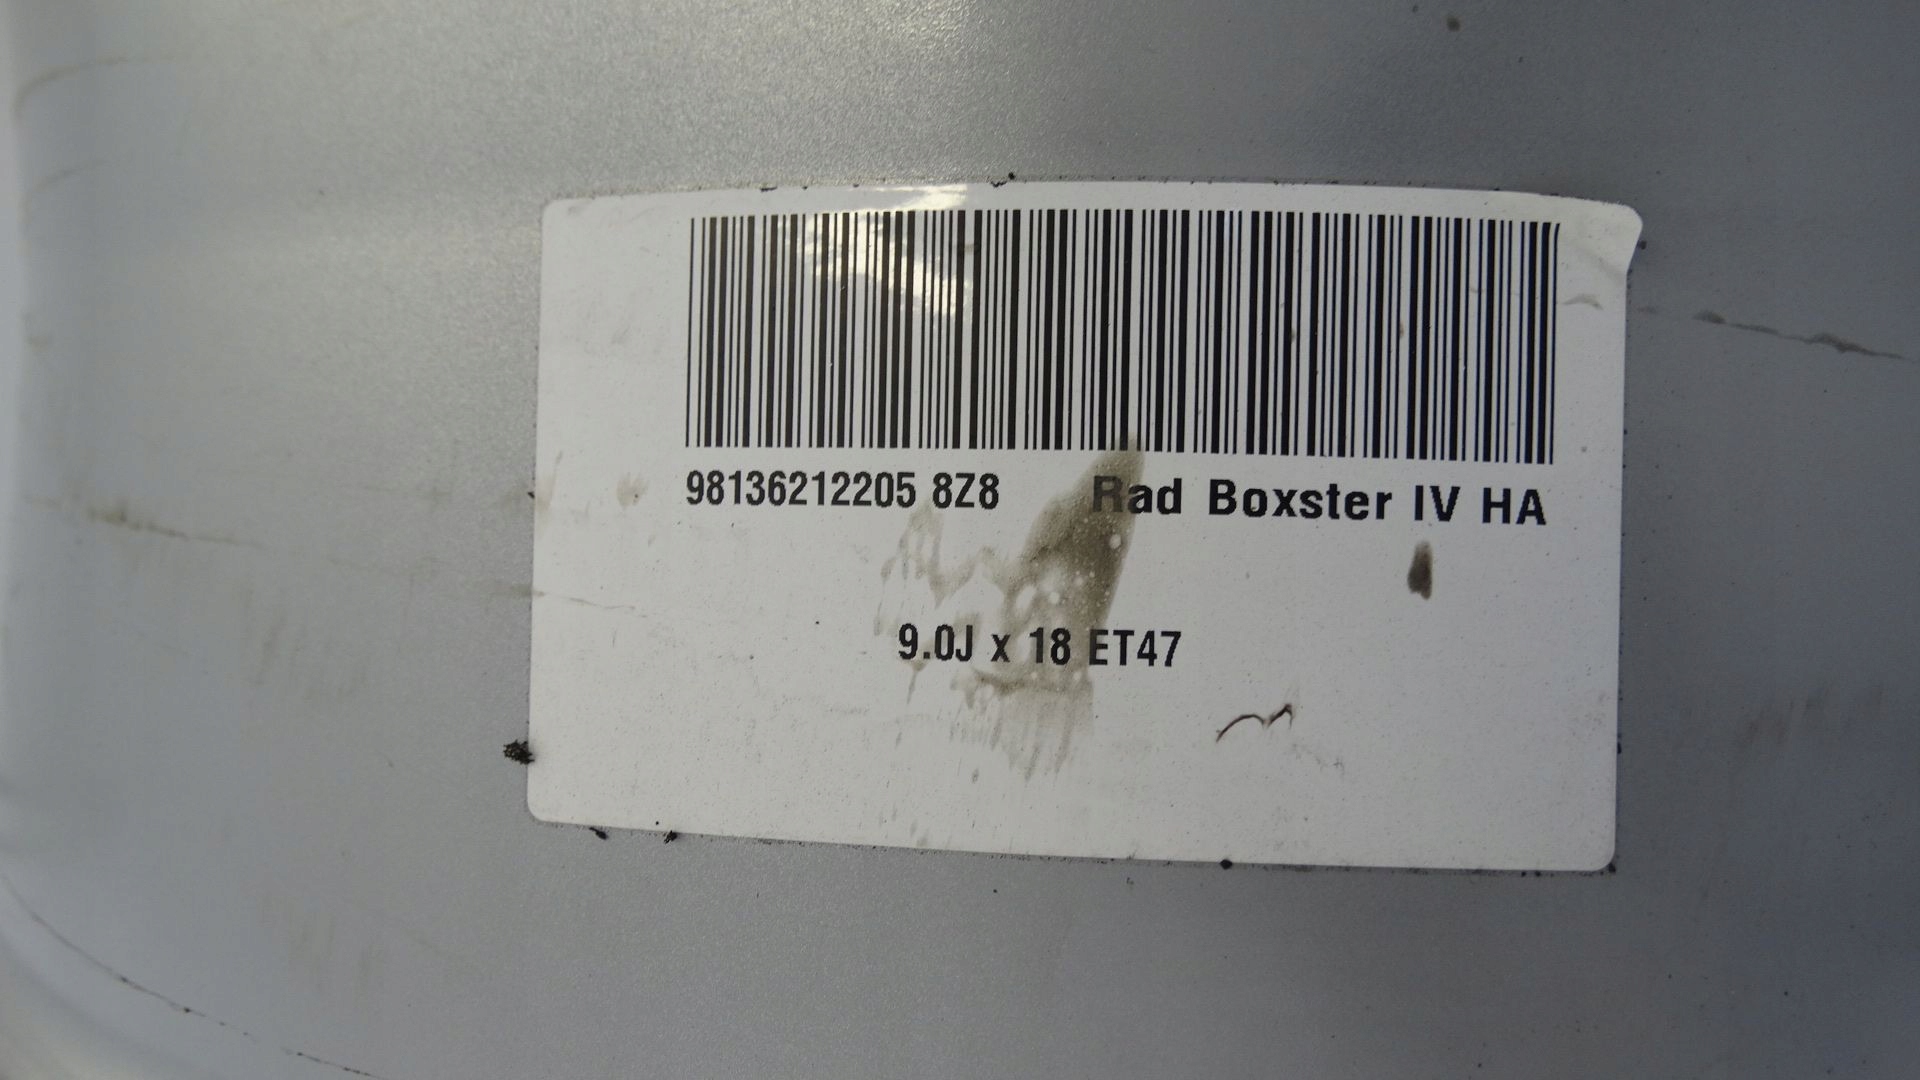 98136212205 8Z8 Rad Boxster IV HA
9.0J x 18 ET47